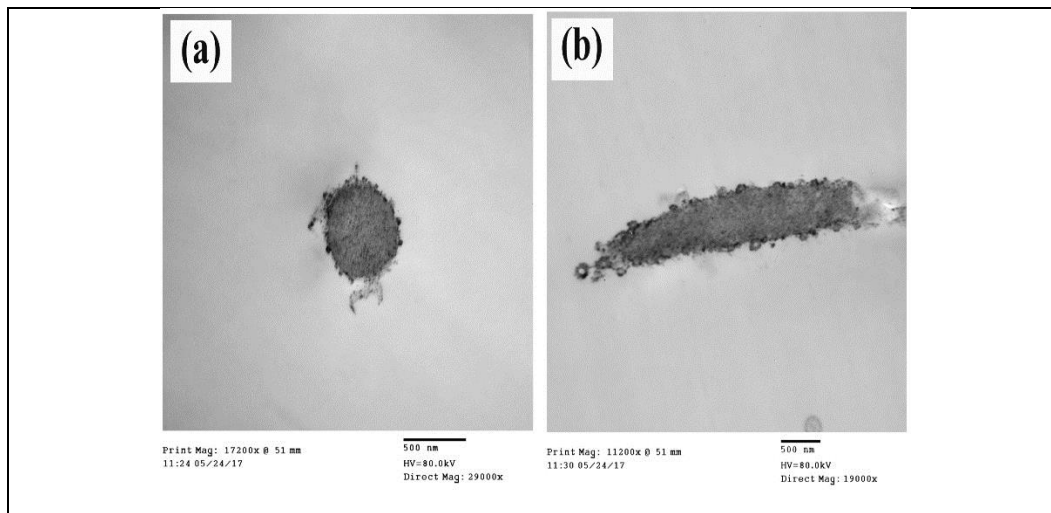 (a)
Print Mag: 17200x @ 51 mm
11:24 05/24/17
500 nm
HV=80.0kV
Direct Mag: 29000x
(b)
Print Mag: 11200x @ 51 mm
11:30 05/24/17
500 nm
HV=80.0kV
Direct Mag: 19000x